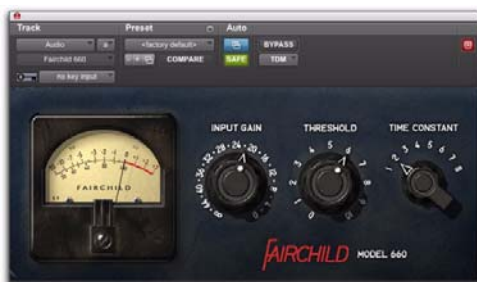 Track Preset Auto
Audio a <factory default> BYPASS
Fairchild 660 - + COMPARE SAFE TDM
no key input
INPUT GAIN THRESHOLD TIME CONSTANT
FAIRCHILD
FAIRCHILD MODEL 660